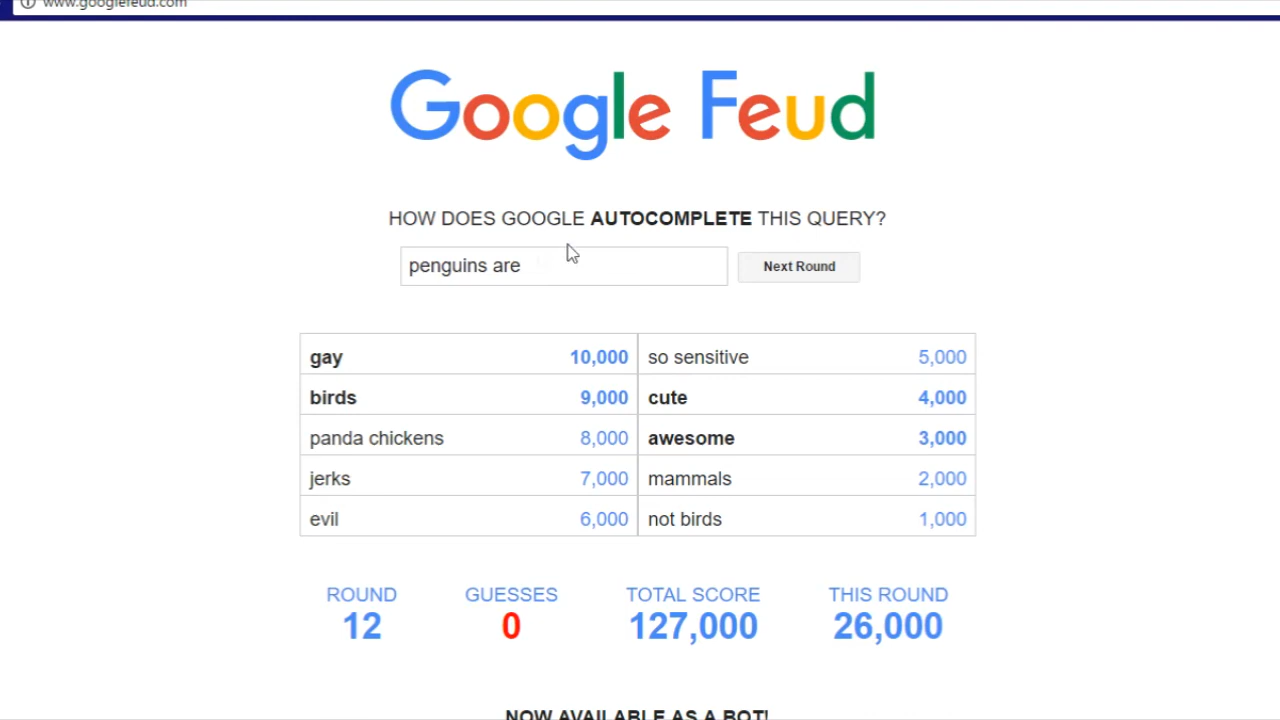 www.googlefeud.com
Google Feud
HOW DOES GOOGLE AUTOCOMPLETE THIS QUERY?
penguins are Next Round
gay 10,000 so sensitive 5,000
birds 9,000 cute 4,000
panda chickens 8,000 awesome 3,000
jerks 7,000 mammals 2,000
evil 6,000 not birds 1,000
ROUND GUESSES TOTAL SCORE THIS ROUND
12 0 127,000 26,000
NOW AVAILABLE AS A BOT!